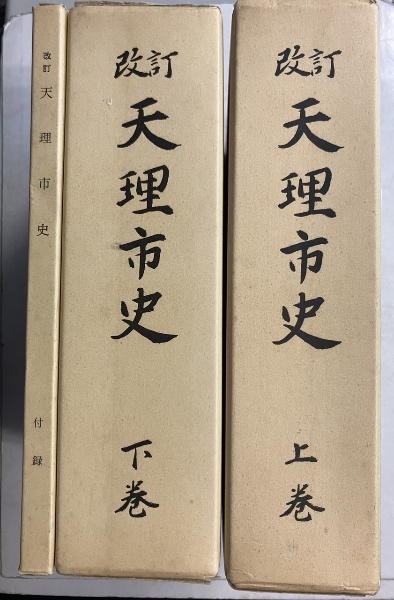 改訂 天理市史 上巻
改訂 天理市史 下巻
改訂 天理市史 付録